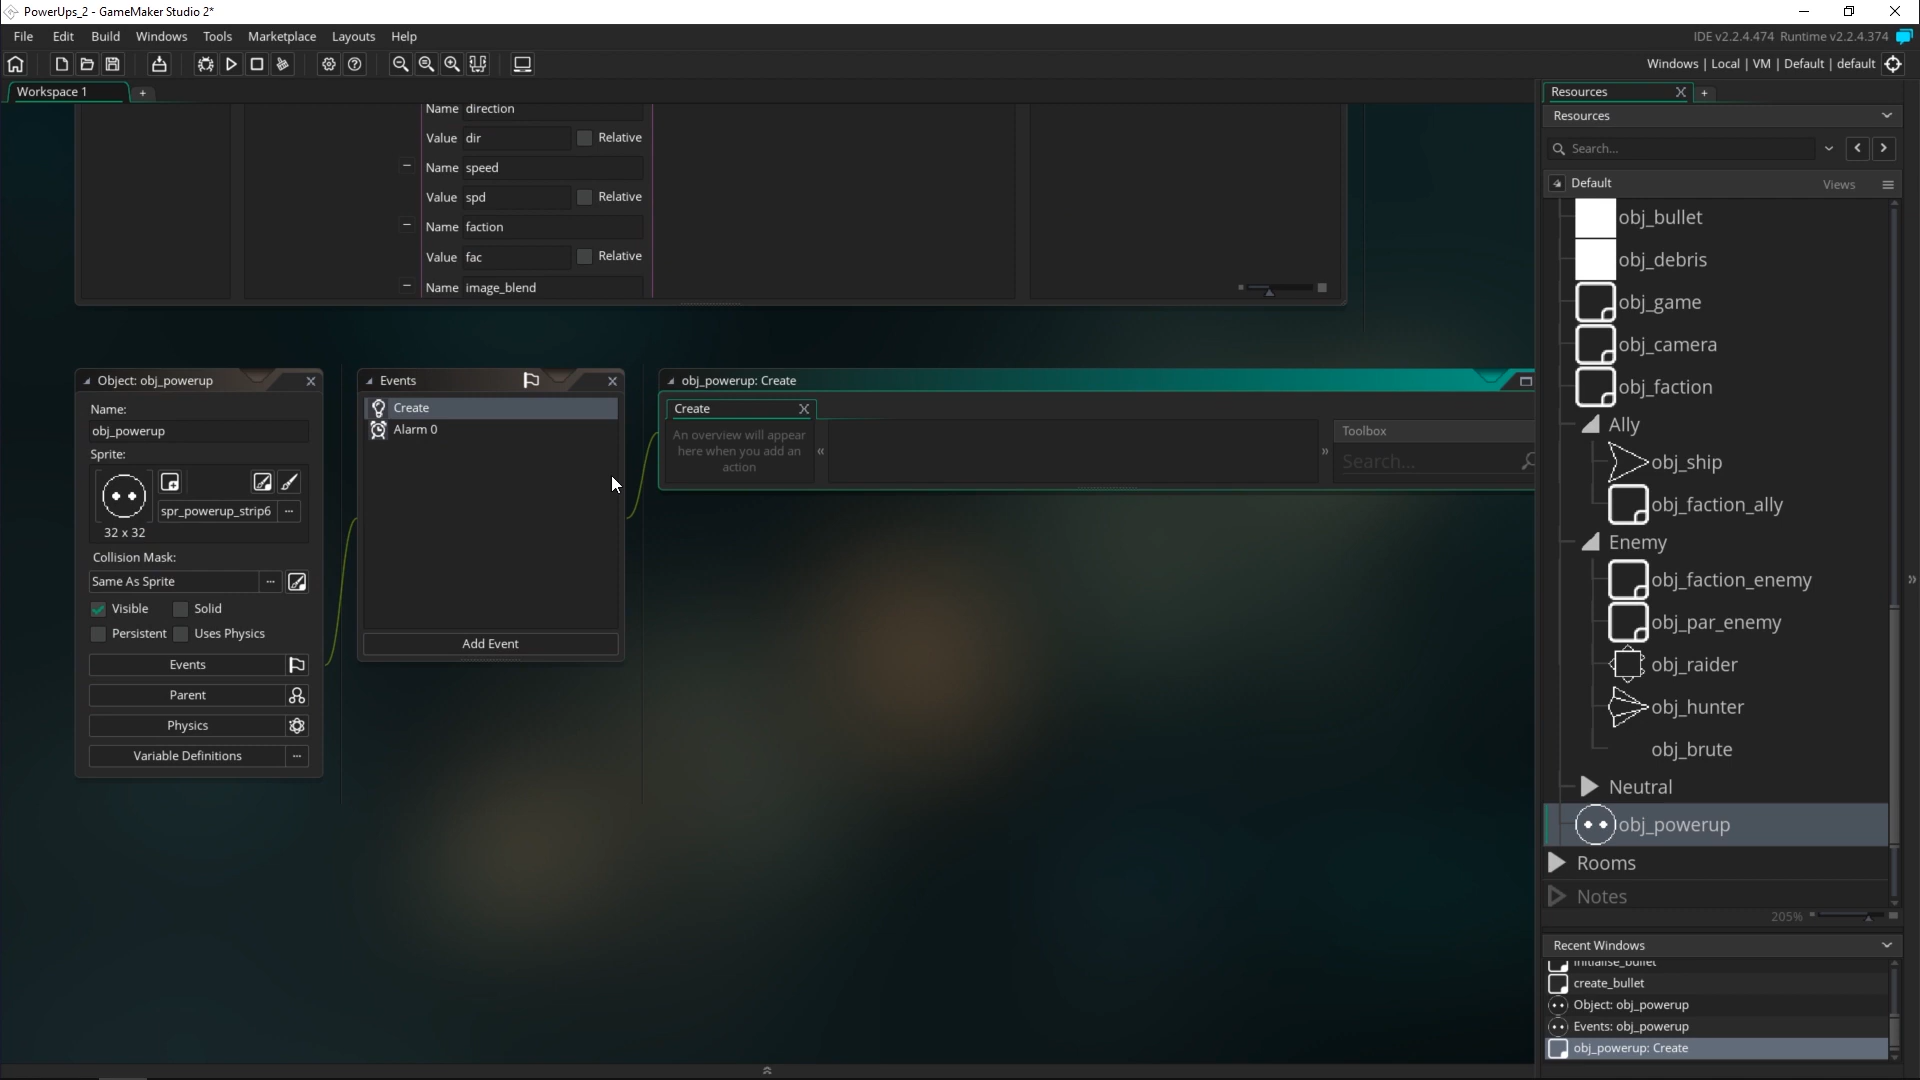 PowerUps_2 - GameMaker Studio 2*
File Edit Build Windows Tools Marketplace Layouts Help
IDE v2.2.4.474 Runtime v2.2.4.374
Windows | Local | VM | Default | default
Workspace 1
Name direction
Value dir Relative
Name speed
Value spd Relative
Name faction
Value fac Relative
Name image_blend
Object: obj_powerup
Name:
obj_powerup
Sprite:
spr_powerup_strip6
32 x 32
Collision Mask:
Same As Sprite
Visible Solid
Persistent Uses Physics
Events
Parent
Physics
Variable Definitions
Events
Create
Alarm 0
Add Event
obj_powerup: Create
Create
An overview will appear
here when you add an
action
Toolbox
Search...
Resources
Resources
Search...
Default Views
obj_bullet
obj_debris
obj_game
obj_camera
obj_faction
Ally
obj_ship
obj_faction_ally
Enemy
obj_faction_enemy
obj_par_enemy
obj_raider
obj_hunter
obj_brute
Neutral
obj_powerup
Rooms
Notes
205%
Recent Windows
initialise_bullet
create_bullet
Object: obj_powerup
Events: obj_powerup
obj_powerup: Create